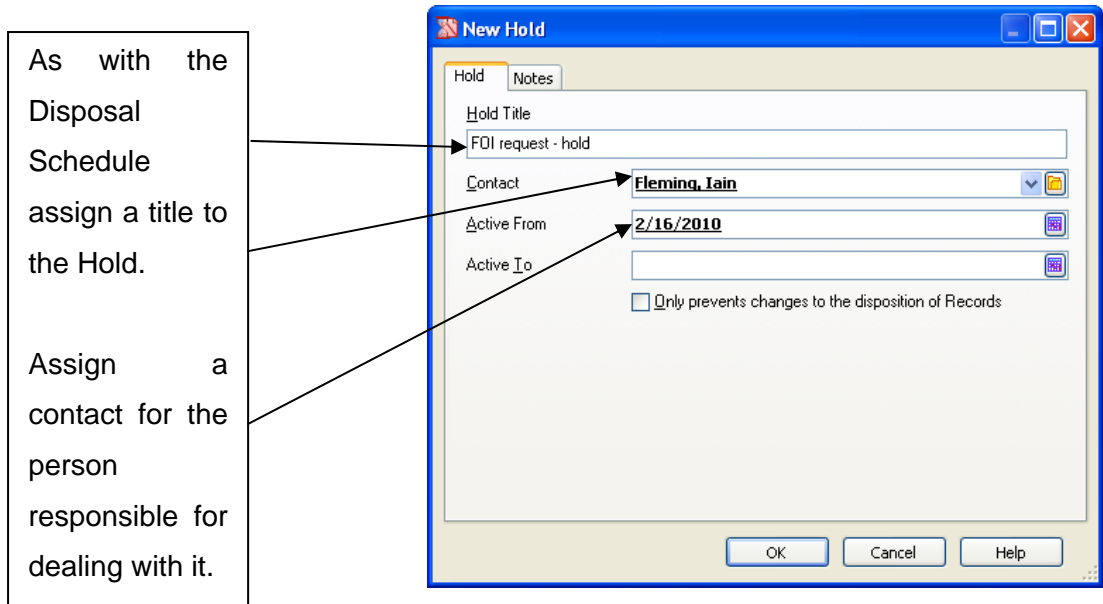 As with the
Disposal
Schedule
assign a title to
the Hold.
Assign a
contact for the
person
responsible for
dealing with it.
New Hold
Hold Notes
Hold Title
FOI request - hold
Contact Fleming, Iain
Active From 2/16/2010
Active To
Only prevents changes to the disposition of Records
OK Cancel Help